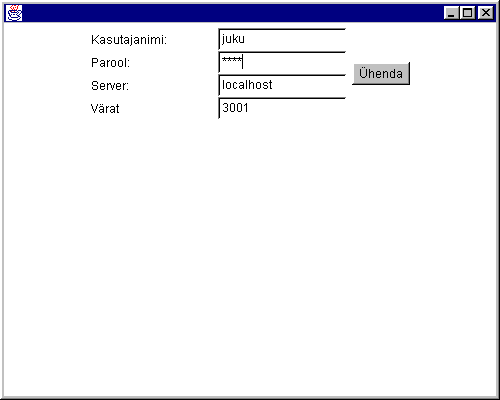 Kasutajanimi: juku
Parool: ****
Ühenda
Server: localhost
Värat 3001